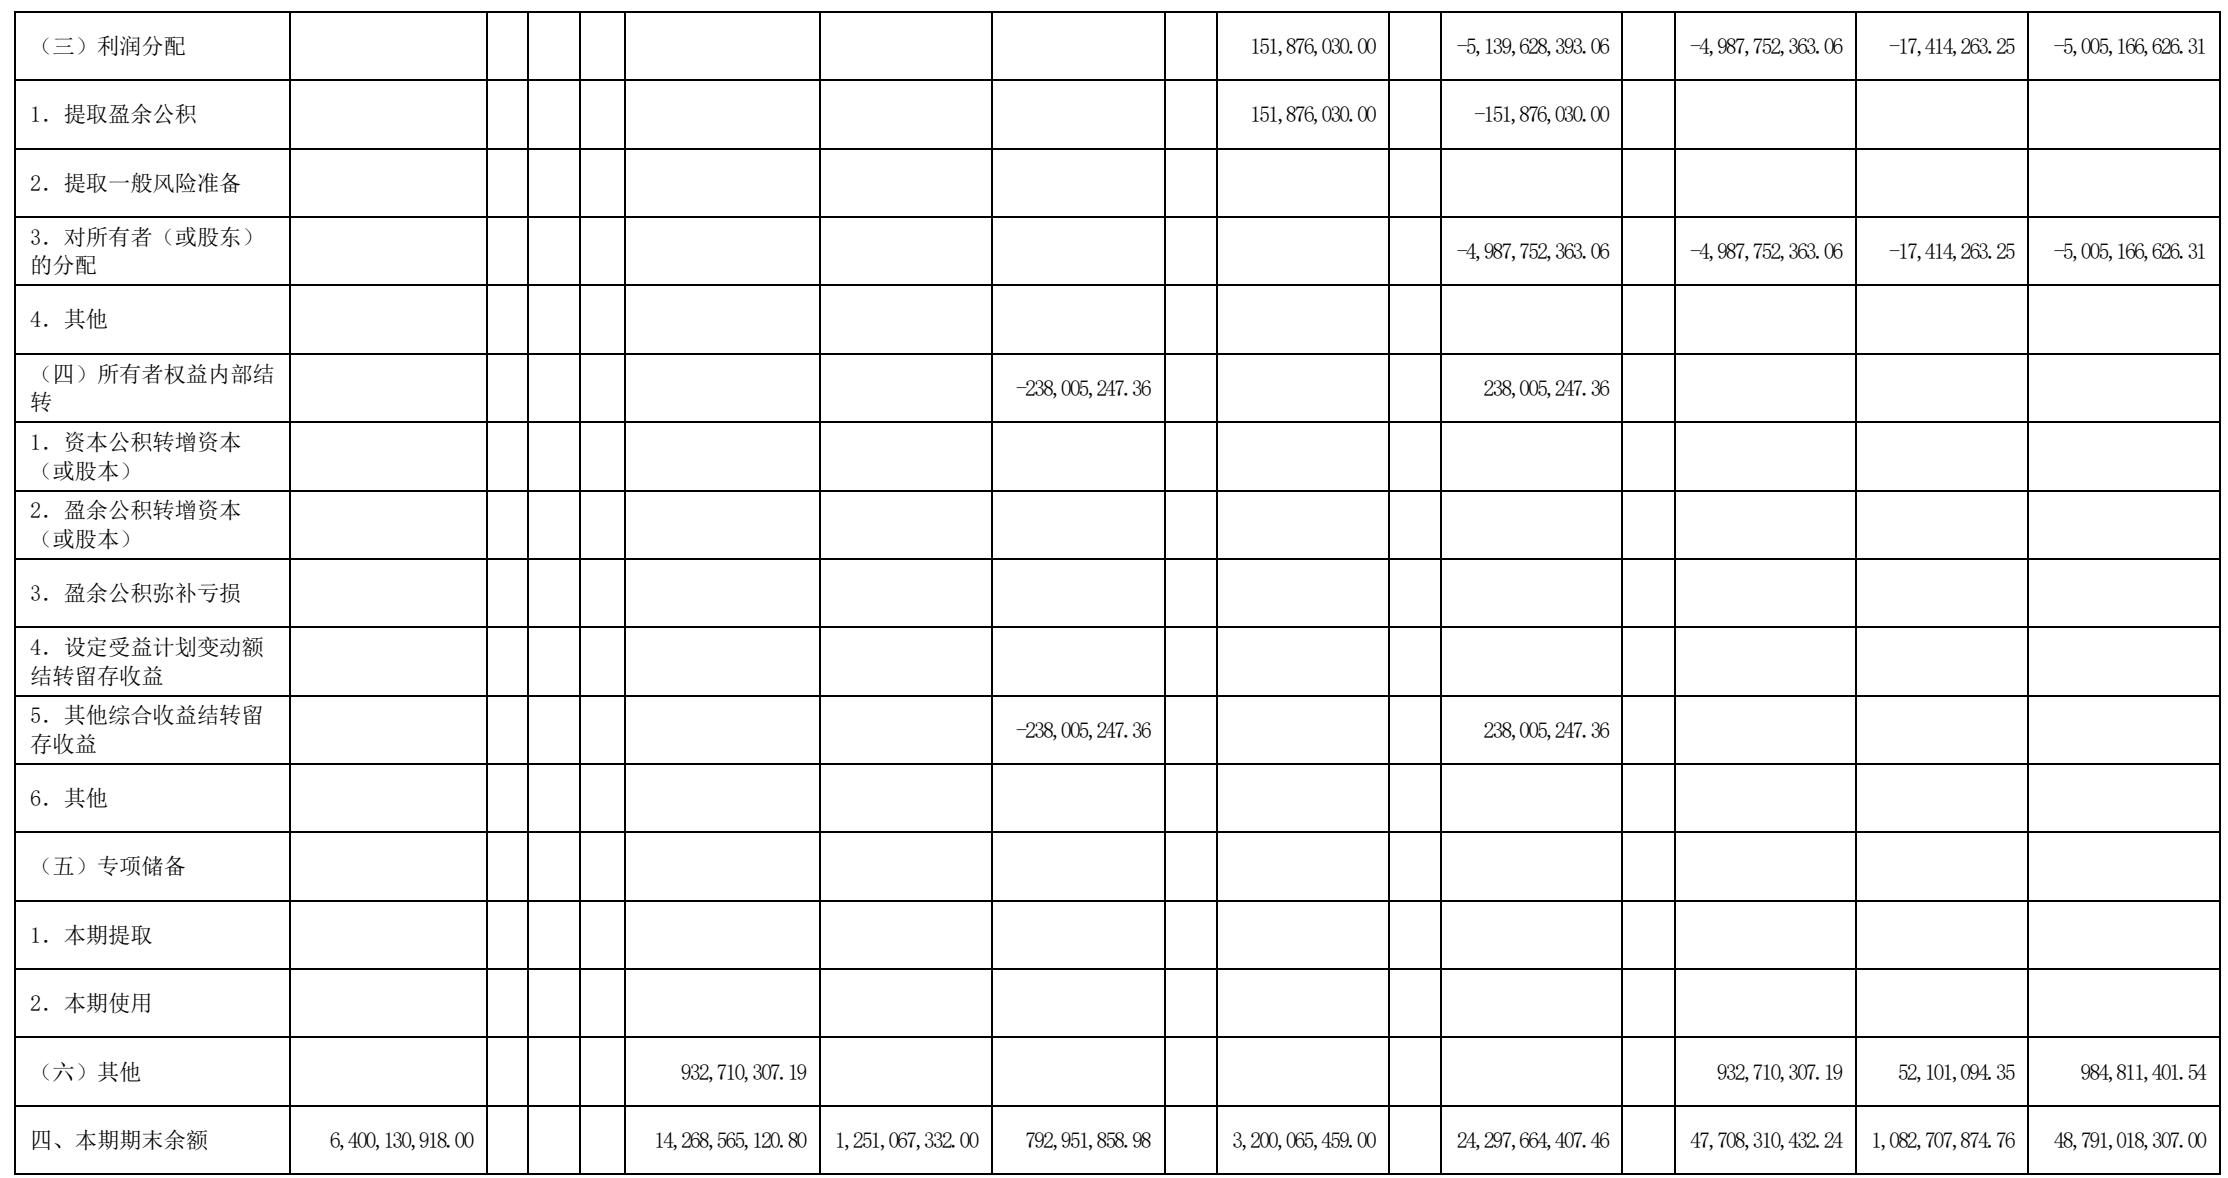 （三）利润分配 151,876,030.00 -5,139,628,393.06 -4,987,752,363.06 -17,414,263.25 -5,005,166,626.31
1．提取盈余公积 151,876,030.00 -151,876,030.00
2．提取一般风险准备
3．对所有者（或股东）
的分配 -4,987,752,363.06 -4,987,752,363.06 -17,414,263.25 -5,005,166,626.31
4．其他
（四）所有者权益内部结
转 -238,005,247.36 238,005,247.36
1．资本公积转增资本
（或股本）
2．盈余公积转增资本
（或股本）
3．盈余公积弥补亏损
4．设定受益计划变动额
结转留存收益
5．其他综合收益结转留
存收益 -238,005,247.36 238,005,247.36
6．其他
（五）专项储备
1．本期提取
2．本期使用
（六）其他 932,710,307.19 932,710,307.19 52,101,094.35 984,811,401.54
四、本期期末余额 6,400,130,918.00 14,268,565,120.80 1,251,067,332.00 792,951,858.98 3,200,065,459.00 24,297,664,407.46 47,708,310,432.24 1,082,707,874.76 48,791,018,307.00